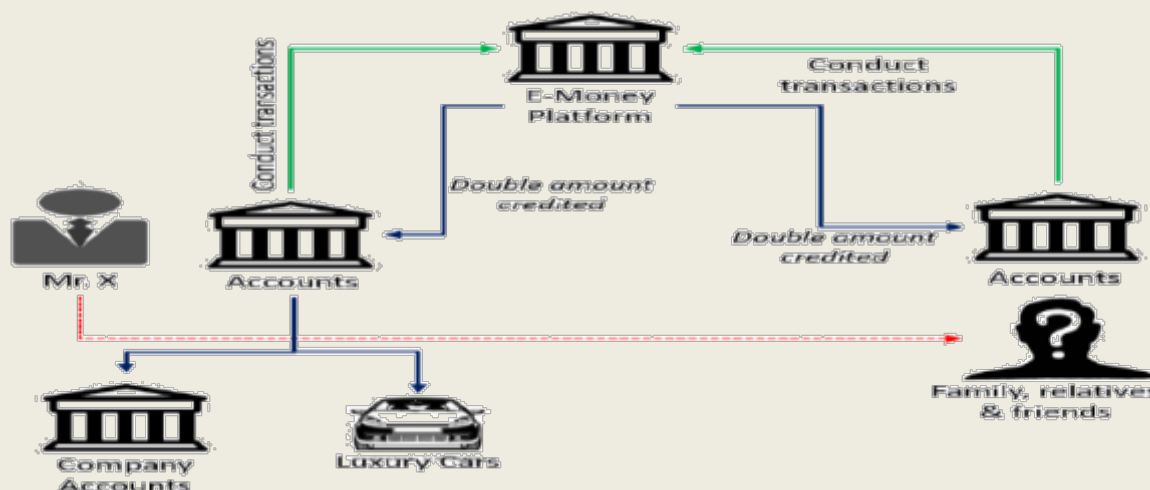 Conduct transactions
E-Money
Platform
Conduct
transactions
Double amount
credited
Double amount
credited
Mr. X
Accounts
Accounts
Family, relatives
& friends
Company
Accounts
Luxury Cars